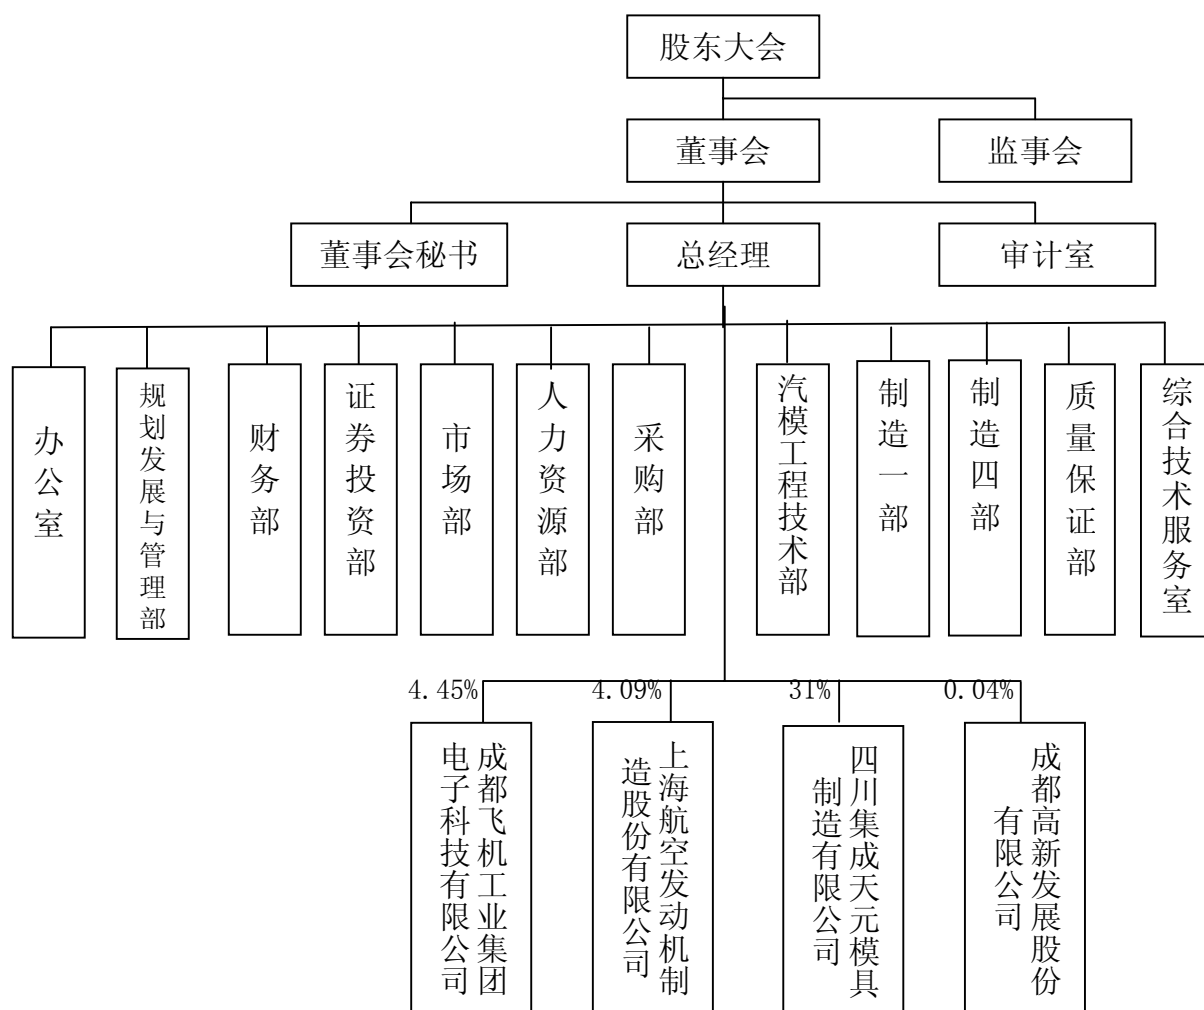 股东大会
董事会
监事会
董事会秘书
总经理
审计室
办公室
规划发展与管理部
财务部
证券投资部
市场部
人力资源部
采购部
汽模工程技术部
制造一部
制造四部
质量保证部
综合技术服务室
4.45%
4.09%
31%
0.04%
成都飞机工业集团
电子科技有限公司
上海航空发动机制
造股份有限公司
四川集成天元模具
制造有限公司
成都高新发展股份
有限公司